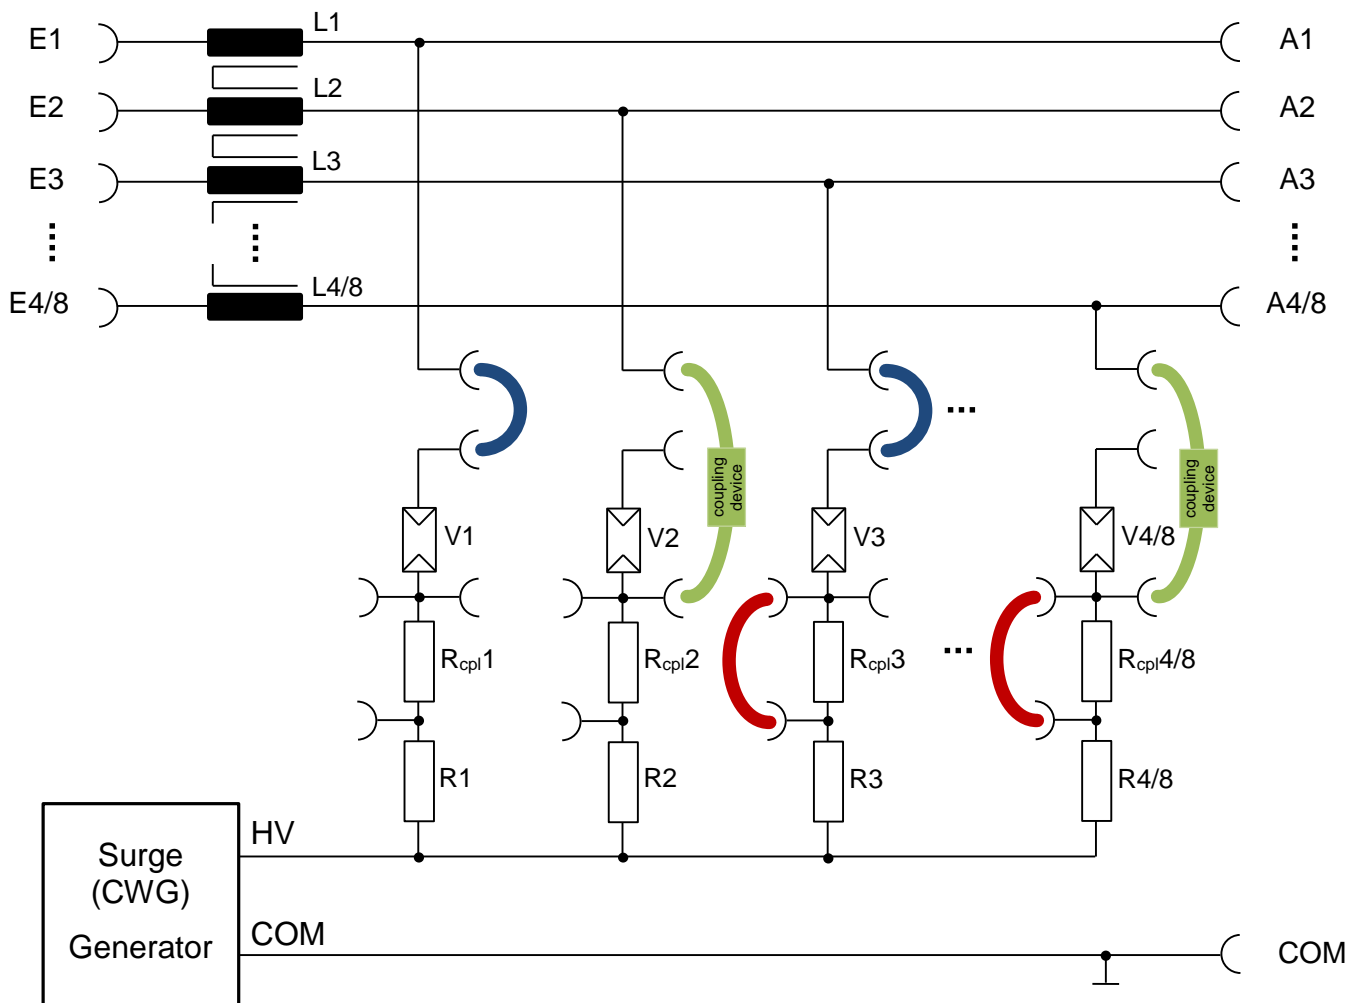 E1
L1
A1
E2
L2
A2
E3
L3
A3
E4/8
L4/8
A4/8
...
coupling
device
coupling
device
V1
V2
V3
V4/8
Rcpl1
Rcpl2
Rcpl3
...
Rcpl4/8
R1
R2
R3
R4/8
Surge
(CWG)
Generator
HV
COM
COM